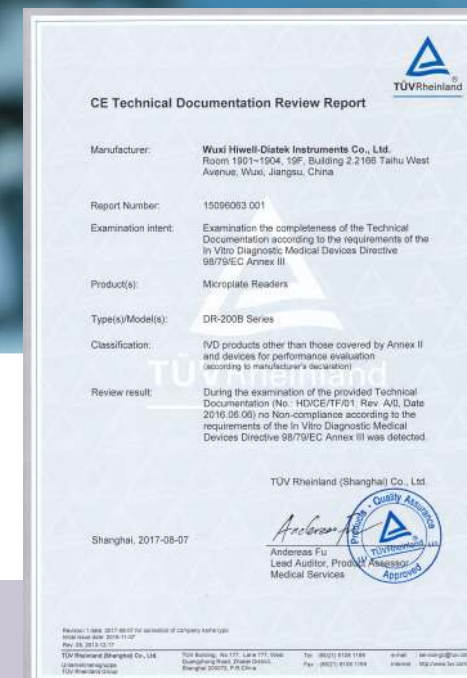 TÜVRheinland®
CE Technical Documentation Review Report
Manufacturer: Wuxi Hiwell-Diatek Instruments Co., Ltd.
Room 1901~1904, 19F, Building 2.2166 Taihu West
Avenue, Wuxi, Jiangsu, China
Report Number: 15096063 001
Examination intent: Examination the completeness of the Technical
Documentation according to the requirements of the
In Vitro Diagnostic Medical Devices Directive
98/79/EC Annex III
Product(s): Microplate Readers
Type(s)/Model(s): DR-200B Series
Classification: IVD products other than those covered by Annex II
and devices for performance evaluation
(according to manufacturer's declaration)
TÜVRheinland
Review result: During the examination of the provided Technical
Documentation (No.: HD/CE/TF/01, Rev. A/0, Date
2016.06.06) no Non-compliance according to the
requirements of the In Vitro Diagnostic Medical
Devices Directive 98/79/EC Annex III was detected.
TÜV Rheinland (Shanghai) Co., Ltd.
Products - Quality Assurance
TÜVRheinland
Approved
Shanghai, 2017-08-07
Andereas Fu
Lead Auditor, Product Assessor
Medical Services
TÜV Rheinland (Shanghai) Co., Ltd.
TÜV Rheinland Group